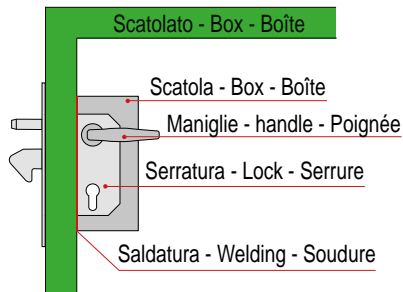 Scatolato - Box - Boîte
Scatola - Box - Boîte
Maniglie - handle - Poignée
Serratura - Lock - Serrure
Saldatura - Welding - Soudure